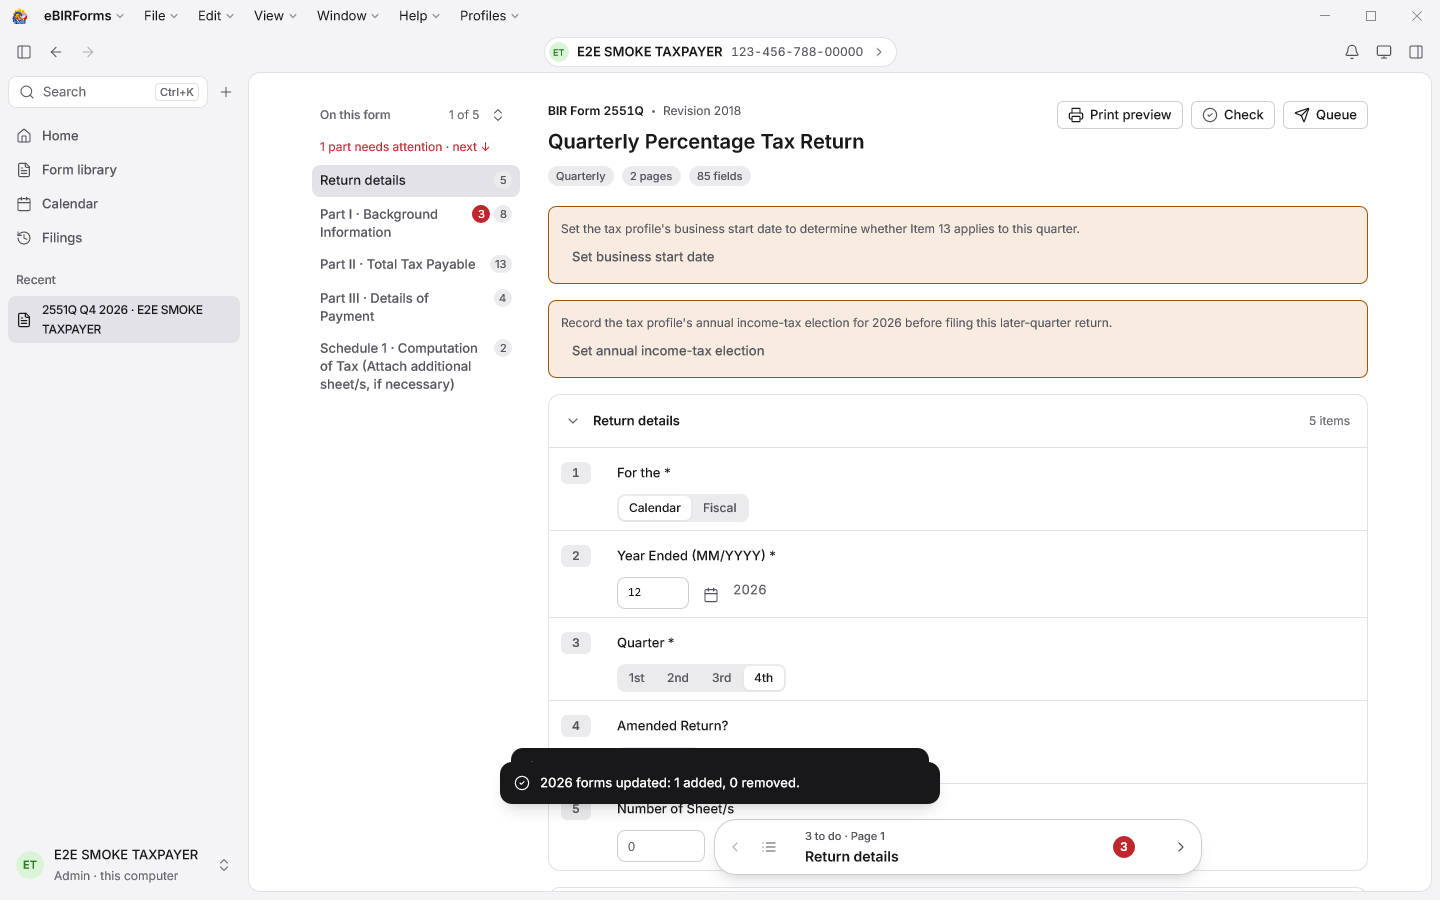 eBIRForms File Edit View Window Help Profiles
ET E2E SMOKE TAXPAYER 123-456-788-00000
Search Ctrl+K
Home
Form library
Calendar
Filings
Recent
2551Q Q4 2026 · E2E SMOKE
TAXPAYER
ET E2E SMOKE TAXPAYER
Admin · this computer
On this form 1 of 5
1 part needs attention · next ↓
Return details 5
Part I · Background
Information 3 8
Part II · Total Tax Payable 13
Part III · Details of
Payment 4
Schedule 1 · Computation
of Tax (Attach additional
sheet/s, if necessary) 2
BIR Form 2551Q • Revision 2018
Quarterly Percentage Tax Return
Quarterly 2 pages 85 fields
Print preview Check Queue
Set the tax profile's business start date to determine whether Item 13 applies to this quarter.
Set business start date
Record the tax profile's annual income-tax election for 2026 before filing this later-quarter return.
Set annual income-tax election
Return details 5 items
1 For the *
Calendar Fiscal
2 Year Ended (MM/YYYY) *
12 2026
3 Quarter *
1st 2nd 3rd 4th
4 Amended Return?
2026 forms updated: 1 added, 0 removed.
5 Number of Sheet/s
0
3 to do · Page 1
Return details 3